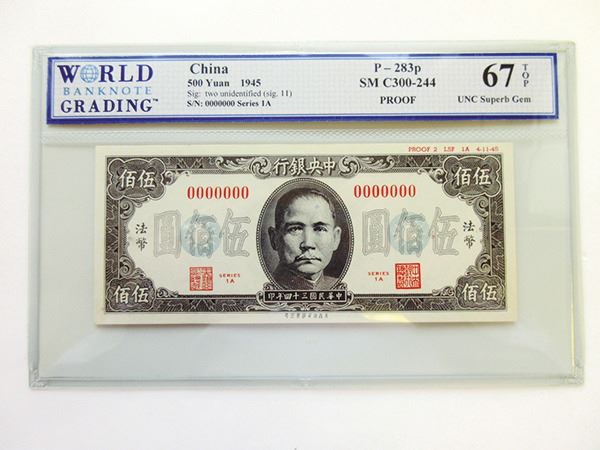 WORLD
BANKNOTE
GRADING™
China
500 Yuan 1945
Sig: two unidentified (sig. 11)
S/N: 0000000 Series 1A
P – 283p
SM C300-244
PROOF
67 TOP
UNC Superb Gem
PROOF 2 LSF 1A 4-11-45
佰伍
行銀央中
佰伍
0000000
0000000
法幣
圓佰伍
圓佰伍
法幣
SERIES
1A
SERIES
1A
佰伍
印年四十三國民華中
佰伍